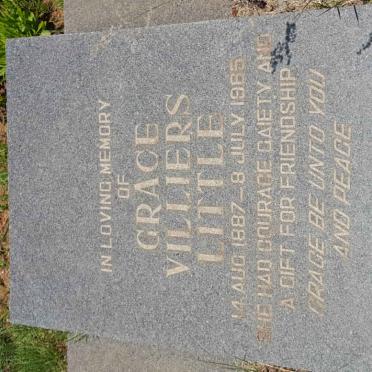 IN LOVING MEMORY
OF
GRACE
VILLIERS
LITTLE
14 AUG 1887–8 JULY 1965
SHE HAD COURAGE GAIETY AND
A GIFT FOR FRIENDSHIP
GRACE BE UNTO YOU
AND PEACE